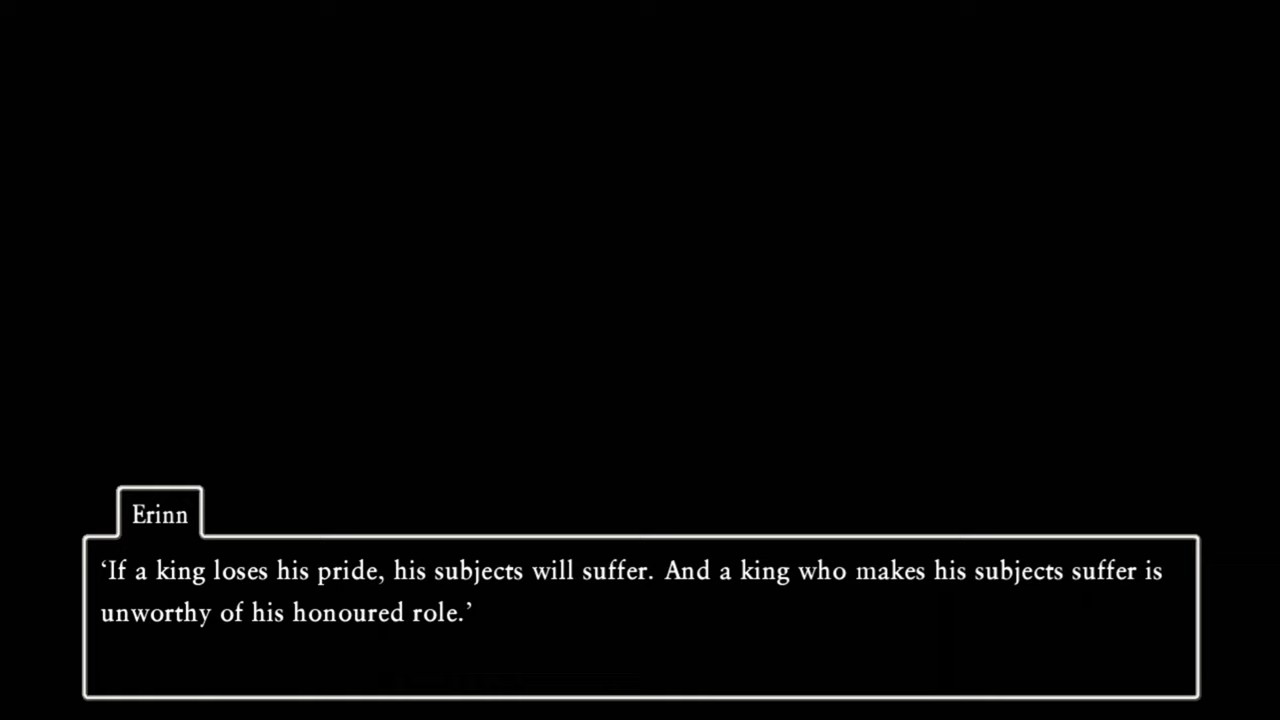 Erinn
‘If a king loses his pride, his subjects will suffer. And a king who makes his subjects suffer is
unworthy of his honoured role.’